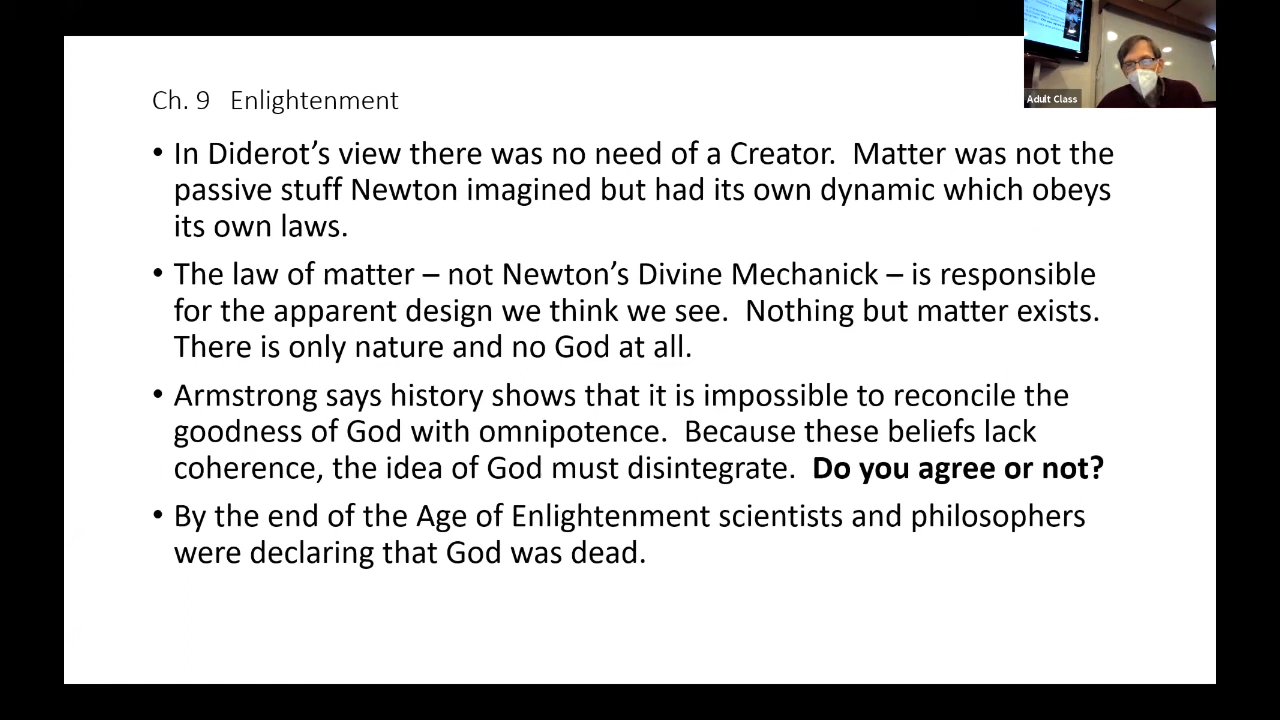 Ch. 9 Enlightenment
• In Diderot’s view there was no need of a Creator. Matter was not the
passive stuff Newton imagined but had its own dynamic which obeys
its own laws.
• The law of matter – not Newton’s Divine Mechanick – is responsible
for the apparent design we think we see. Nothing but matter exists.
There is only nature and no God at all.
• Armstrong says history shows that it is impossible to reconcile the
goodness of God with omnipotence. Because these beliefs lack
coherence, the idea of God must disintegrate. Do you agree or not?
• By the end of the Age of Enlightenment scientists and philosophers
were declaring that God was dead.
Adult Class